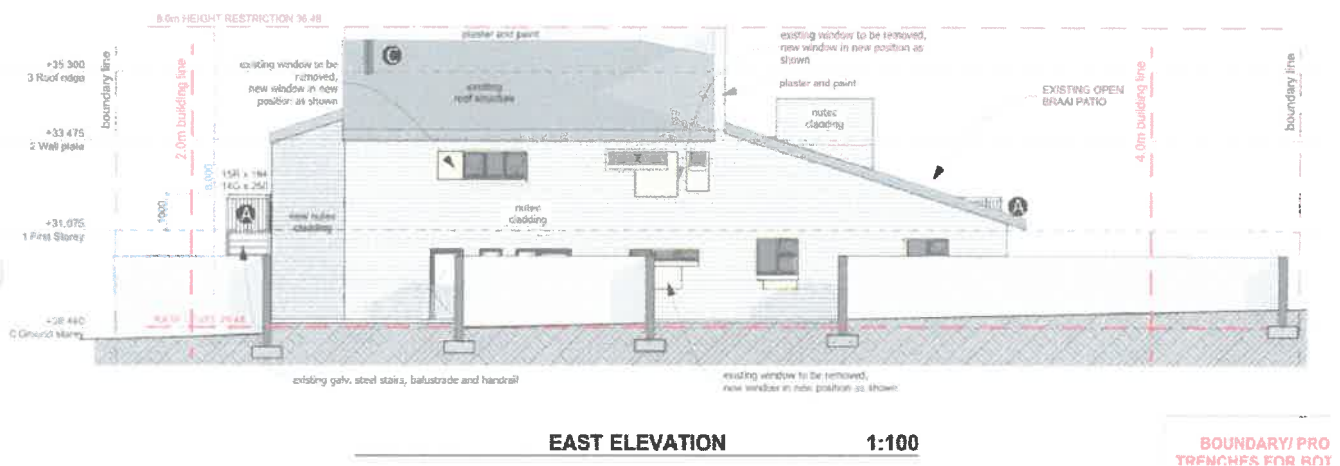 8.0m HEIGHT RESTRICTION 36.48
plaster and paint
existing window to be removed,
new window in new position as
shown
+35 300
3 Roof ridge
boundary line
2.0m building line
existing window to be
removed,
new window in new
position as shown
C
existing
roof structure
plaster and paint
nutec
cladding
EXISTING OPEN
BRAAI PATIO
4.0m building line
boundary line
+33 475
2 Wall plate
8,000
15R x
14G x 250
1000
A
+31,075
1 First Storey
new nutec
cladding
nutec
cladding
A
Ground storey
existing galv. steel stairs, balustrade and handrail
existing window to be removed,
new window in new position as shown
EAST ELEVATION 1:100
BOUNDARY/ PRO
TRENCHES FOR BOT